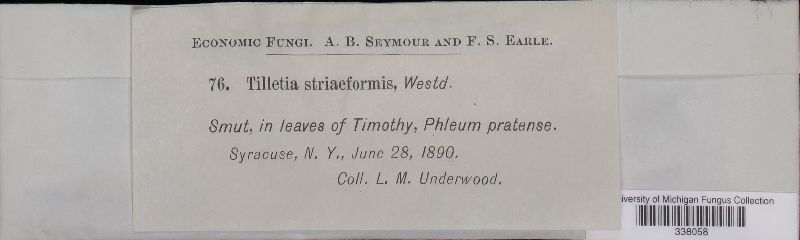 Economic Fungi. A. B. Seymour and F. S. Earle.
76. Tilletia striaeformis, Westd.
Smut, in leaves of Timothy, Phleum pratense.
Syracuse, N. Y., June 28, 1890.
Coll. L. M. Underwood.
iversity of Michigan Fungus Collection
338058